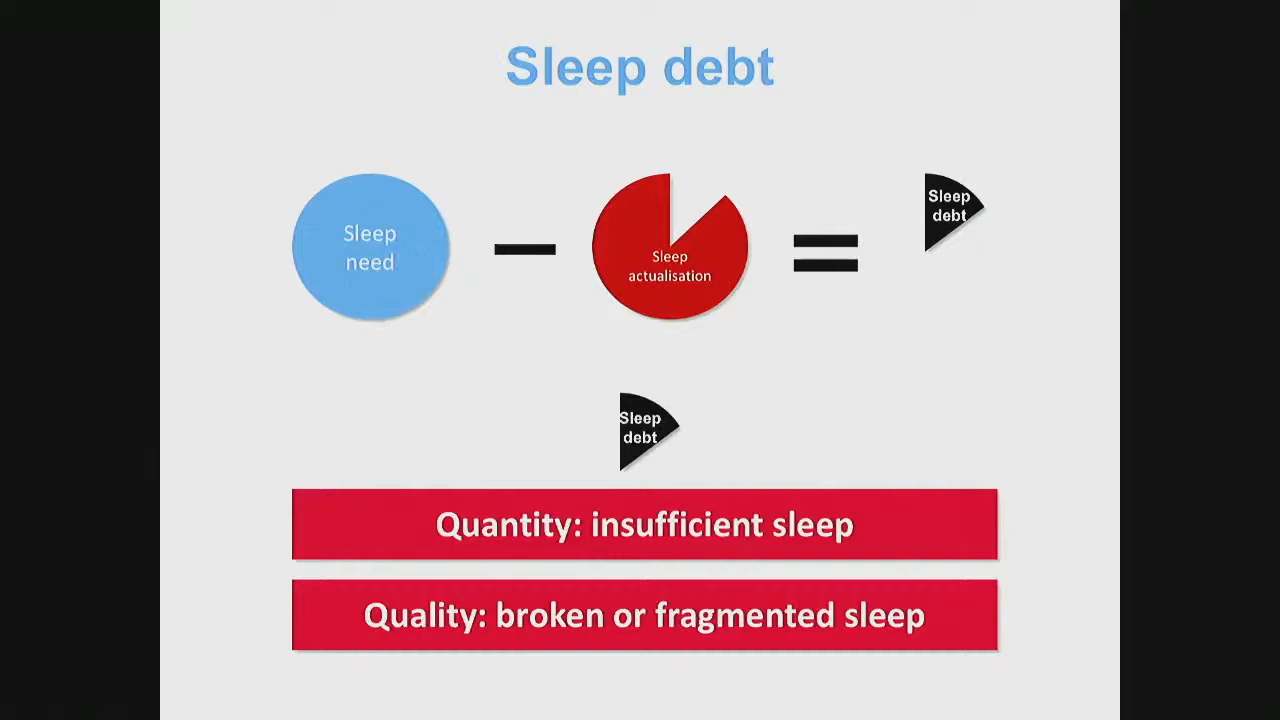 Sleep debt
Sleep
need
Sleep
actualisation
Sleep
debt
Sleep
debt
Quantity: insufficient sleep
Quality: broken or fragmented sleep